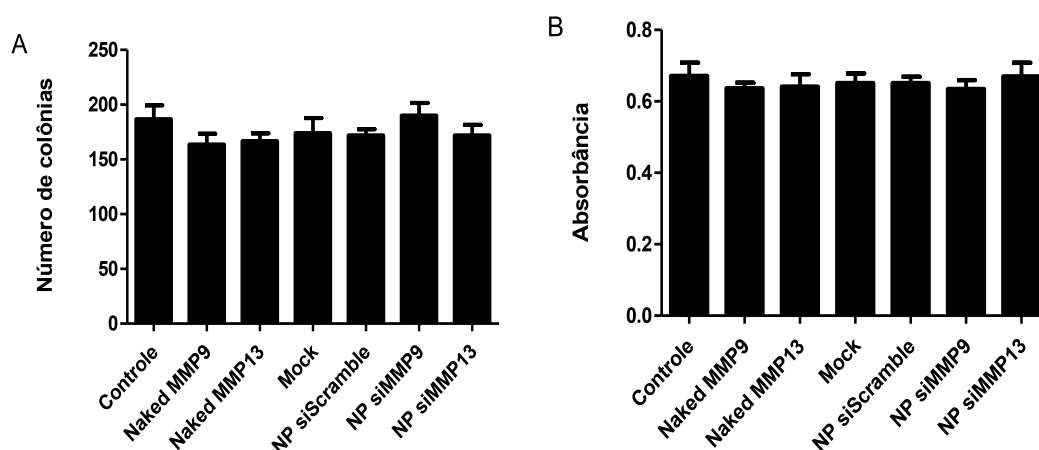 A
Número de colônias
250
200
150
100
50
0
Controle
Naked MMP9
Naked MMP13
Mock
NP siScramble
NP siMMP9
NP siMMP13
B
Absorbância
0.8
0.6
0.4
0.2
0.0
Controle
Naked MMP9
Naked MMP13
Mock
NP siScramble
NP siMMP9
NP siMMP13